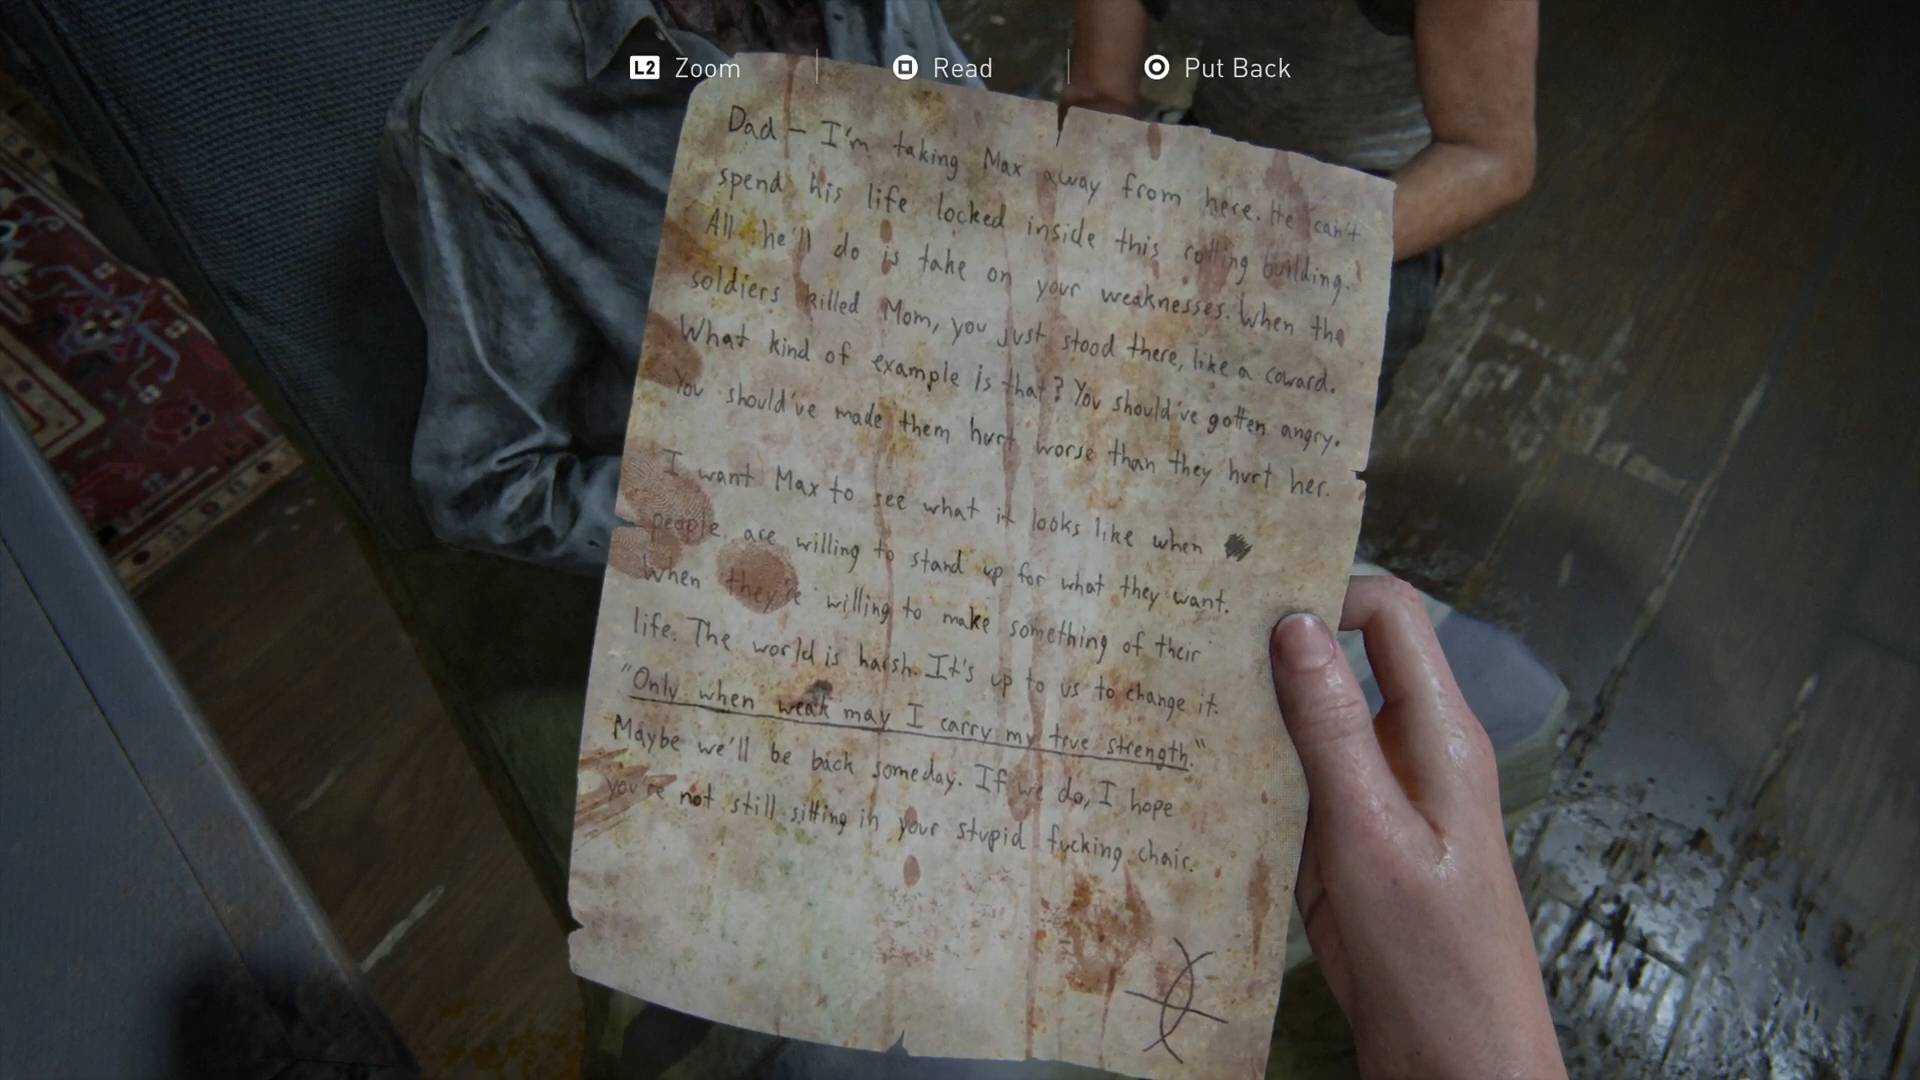 L2 Zoom Read Put Back
Dad – I'm taking Max away from here. He can't
spend his life locked inside this rotting building.
All he'll do is take on your weaknesses. When the
soldiers killed Mom, you just stood there, like a coward.
What kind of example is that? You should've gotten angry.
You should've made them hurt worse than they hurt her.
I want Max to see what it looks like when
people are willing to stand up for what they want.
When they're willing to make something of their
life. The world is harsh. It's up to us to change it.
"Only when weak may I carry my true strength."
Maybe we'll be back someday. If we do, I hope
you're not still sitting in your stupid fucking chair.